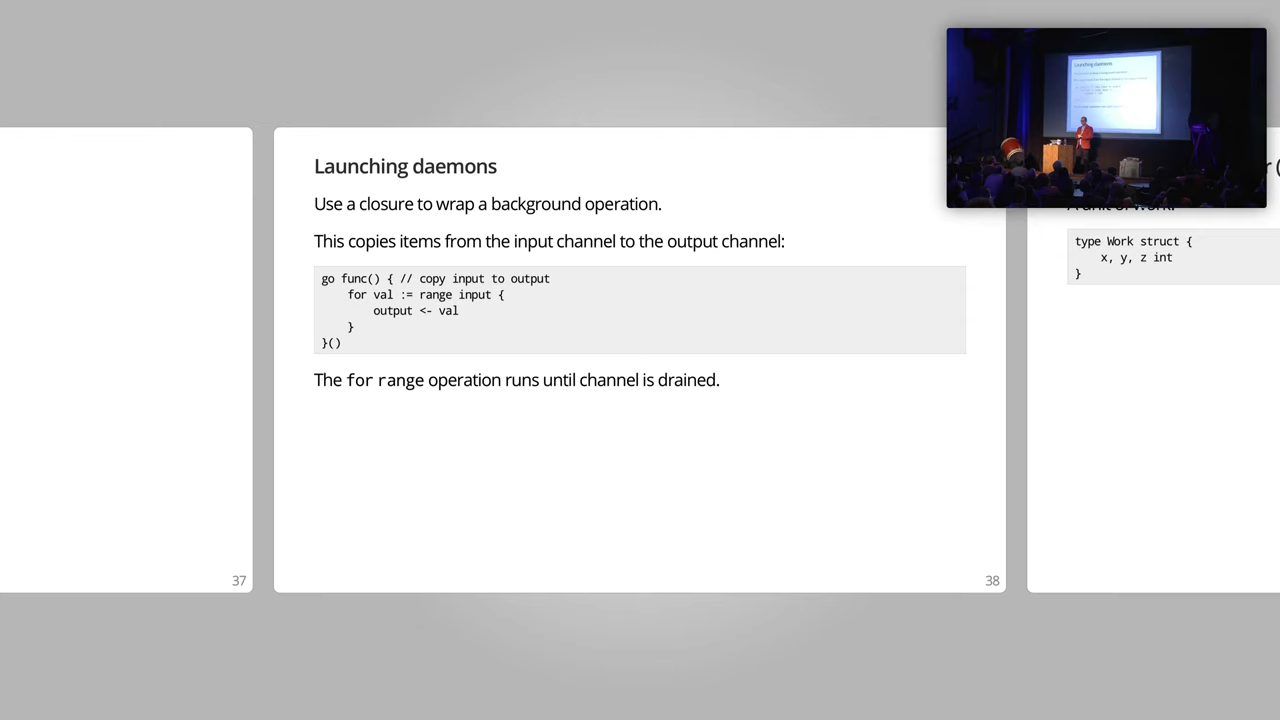 Launching daemons
Use a closure to wrap a background operation.
This copies items from the input channel to the output channel:
go func() { // copy input to output
    for val := range input {
        output <- val
    }
}()
The for range operation runs until channel is drained.
37
38
type Work struct {
    x, y, z int
}
Launching daemons